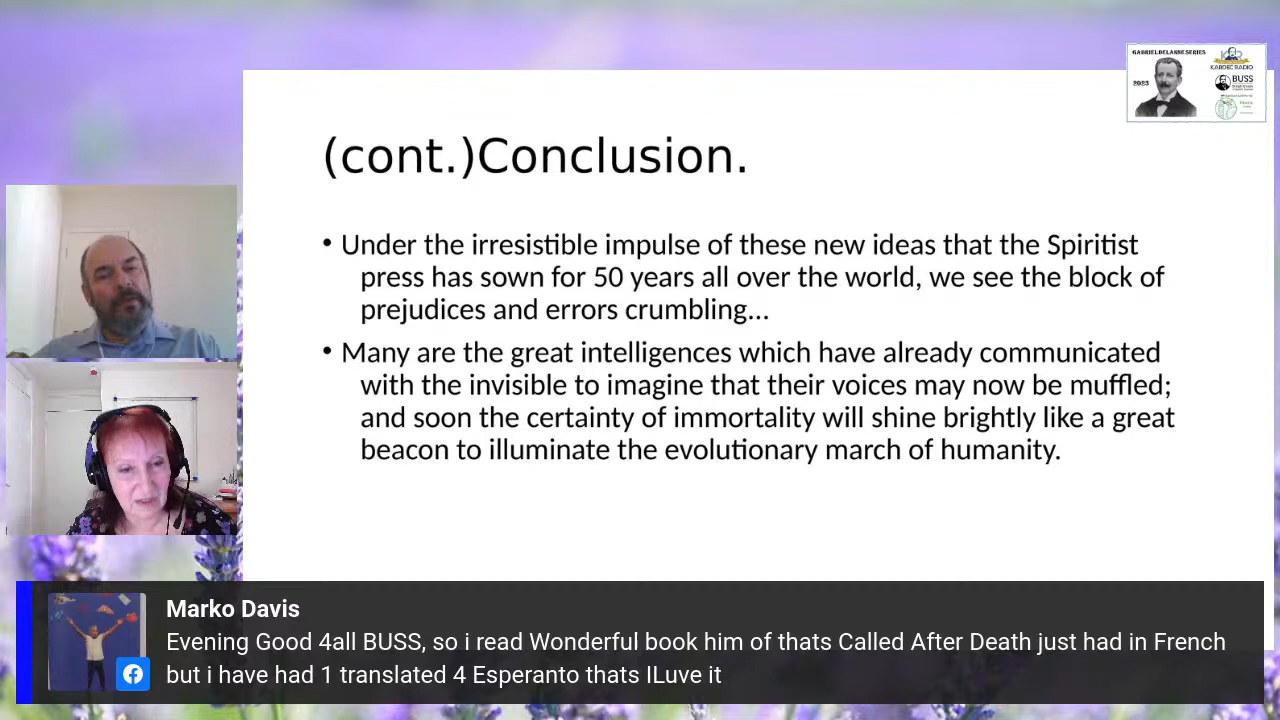 GABRIEL DELANNE SERIES
2023
KARDEC RADIO
BUSS
(cont.)Conclusion.
• Under the irresistible impulse of these new ideas that the Spiritist
press has sown for 50 years all over the world, we see the block of
prejudices and errors crumbling...
• Many are the great intelligences which have already communicated
with the invisible to imagine that their voices may now be muffled;
and soon the certainty of immortality will shine brightly like a great
beacon to illuminate the evolutionary march of humanity.
Marko Davis
Evening Good 4all BUSS, so i read Wonderful book him of thats Called After Death just had in French
but i have had 1 translated 4 Esperanto thats ILuve it